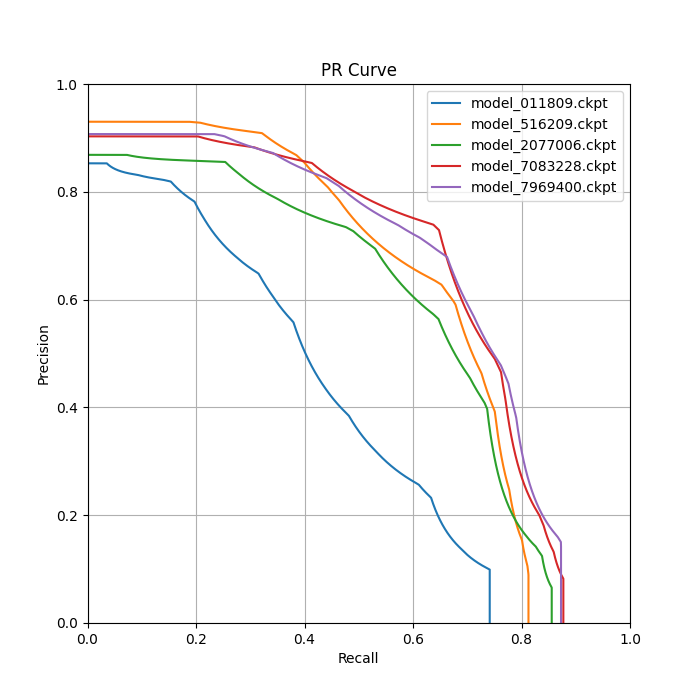 PR Curve
1.0
0.8
0.6
0.4
0.2
0.0
Precision
0.0 0.2 0.4 0.6 0.8 1.0
Recall
model_011809.ckpt
model_516209.ckpt
model_2077006.ckpt
model_7083228.ckpt
model_7969400.ckpt